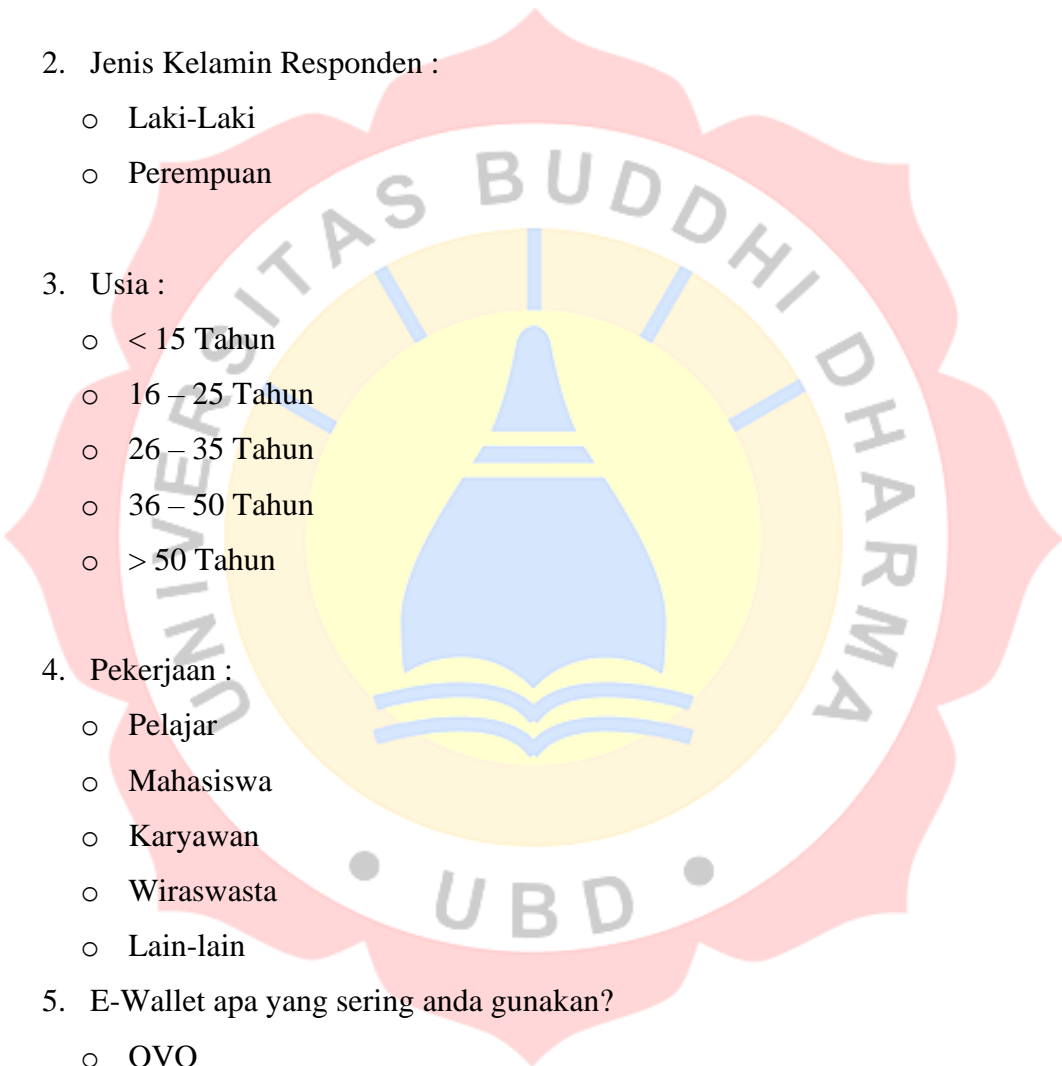 2. Jenis Kelamin Responden :
o Laki-Laki
o Perempuan
3. Usia :
o < 15 Tahun
o 16 – 25 Tahun
o 26 – 35 Tahun
o 36 – 50 Tahun
o > 50 Tahun
4. Pekerjaan :
o Pelajar
o Mahasiswa
o Karyawan
o Wiraswasta
o Lain-lain
5. E-Wallet apa yang sering anda gunakan?
o OVO
UNIVERSITAS BUDDHI DHARMA
• UBD •